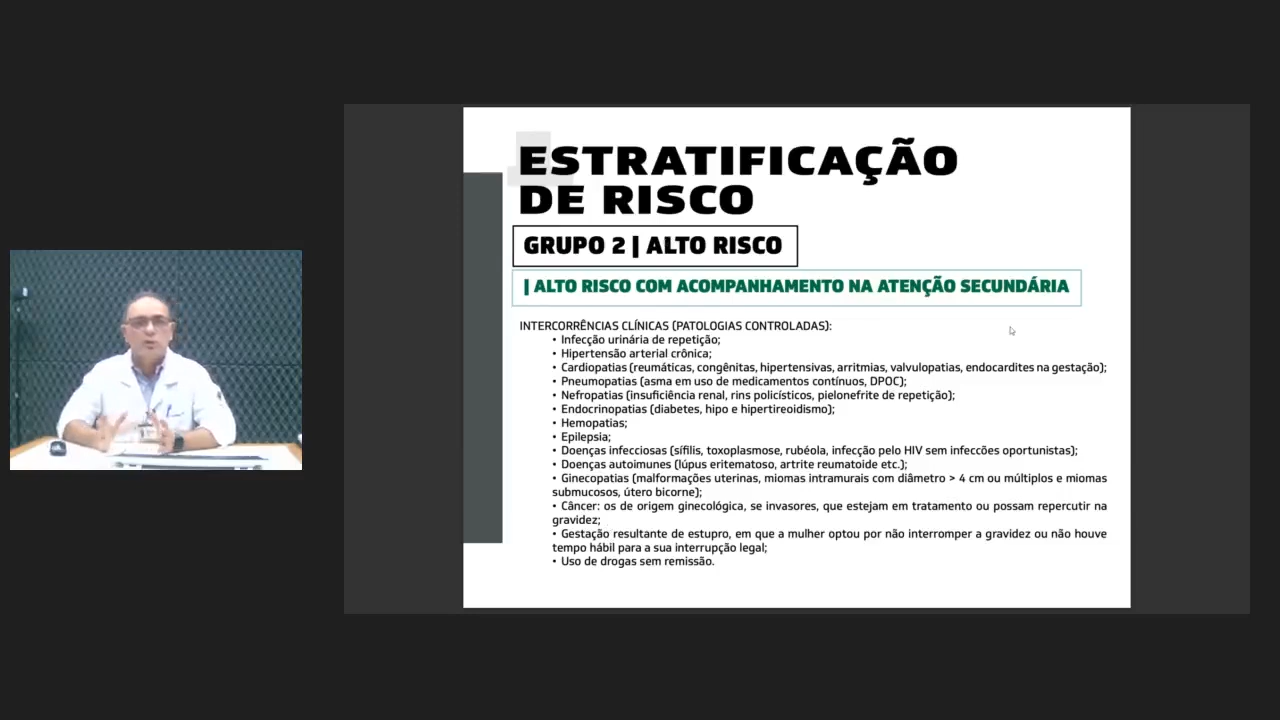 ESTRATIFICAÇÃO
DE RISCO
GRUPO 2 | ALTO RISCO
| ALTO RISCO COM ACOMPANHAMENTO NA ATENÇÃO SECUNDÁRIA
INTERCORRÊNCIAS CLÍNICAS (PATOLOGIAS CONTROLADAS):
• Infecção urinária de repetição;
• Hipertensão arterial crônica;
• Cardiopatias (reumáticas, congênitas, hipertensivas, arritmias, valvulopatias, endocardites na gestação);
• Pneumopatias (asma em uso de medicamentos contínuos, DPOC);
• Nefropatias (insuficiência renal, rins policísticos, pielonefrite de repetição);
• Endocrinopatias (diabetes, hipo e hipertireoidismo);
• Hemopatias;
• Epilepsia;
• Doenças infecciosas (sífilis, toxoplasmose, rubéola, infecção pelo HIV sem infecções oportunistas);
• Doenças autoimunes (lúpus eritematoso, artrite reumatoide etc.);
• Ginecopatias (malformações uterinas, miomas intramurais com diâmetro > 4 cm ou múltiplos e miomas
submucosos, útero bicorne);
• Câncer: os de origem ginecológica, se invasores, que estejam em tratamento ou possam repercutir na
gravidez;
• Gestação resultante de estupro, em que a mulher optou por não interromper a gravidez ou não houve
tempo hábil para a sua interrupção legal;
• Uso de drogas sem remissão.